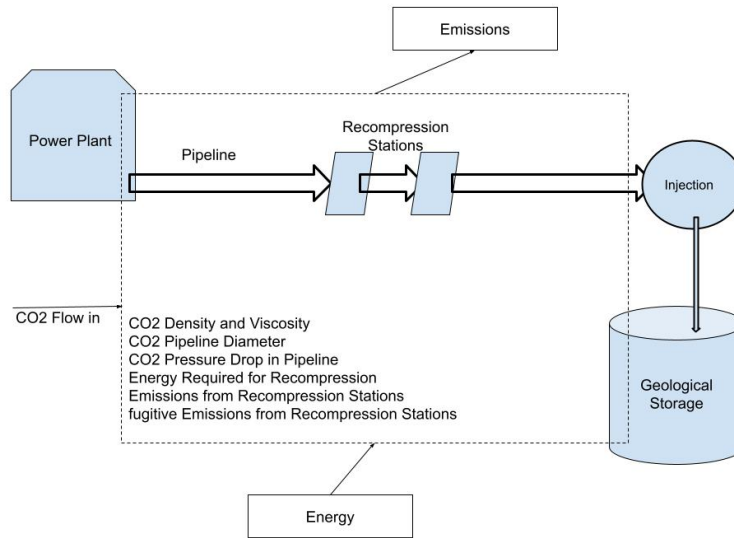 Emissions
Power Plant
Pipeline
Recompression
Stations
Injection
CO2 Flow in
CO2 Density and Viscosity
CO2 Pipeline Diameter
CO2 Pressure Drop in Pipeline
Energy Required for Recompression
Emissions from Recompression Stations
fugitive Emissions from Recompression Stations
Geological
Storage
Energy